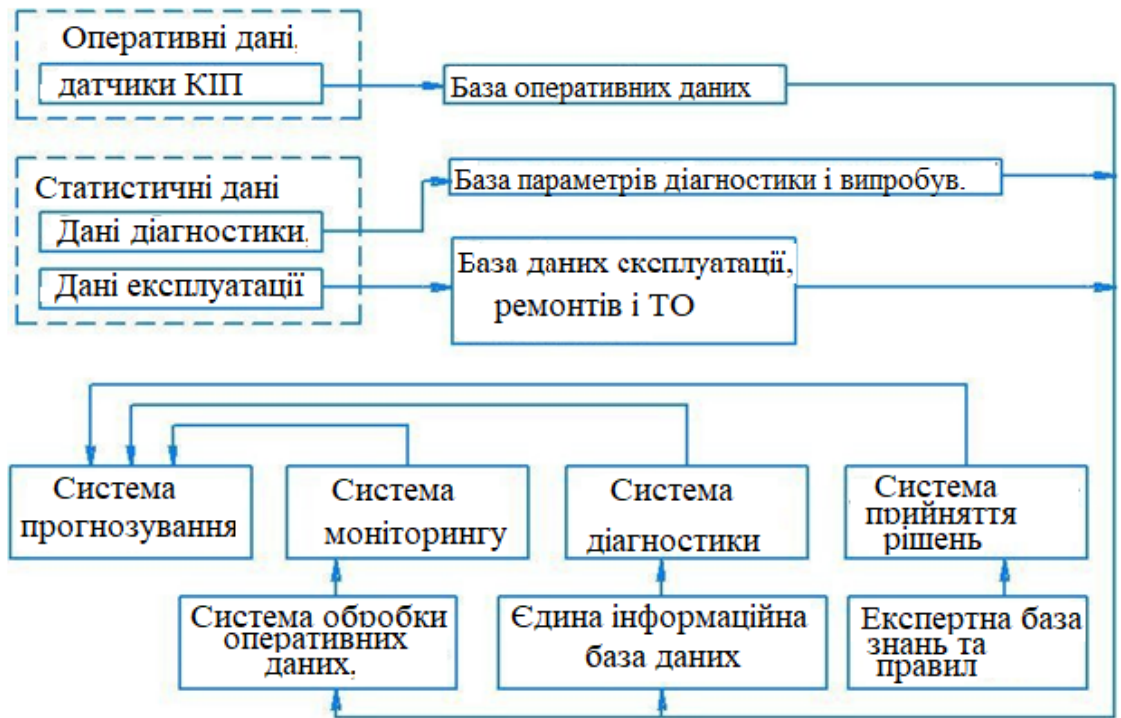 Оперативні дані,
датчики КІП
База оперативних даних
Статистичні дані
База параметрів діагностики і випробув.
Дані діагностики,
Дані експлуатації
База даних експлуатації,
ремонтів і ТО
Система
прогнозування
Система
моніторингу
Система
діагностики
Система
прийняття
рішень
Система обробки
оперативних
даних,
Єдина інформаційна
база даних
Експертна база
знань та
правил